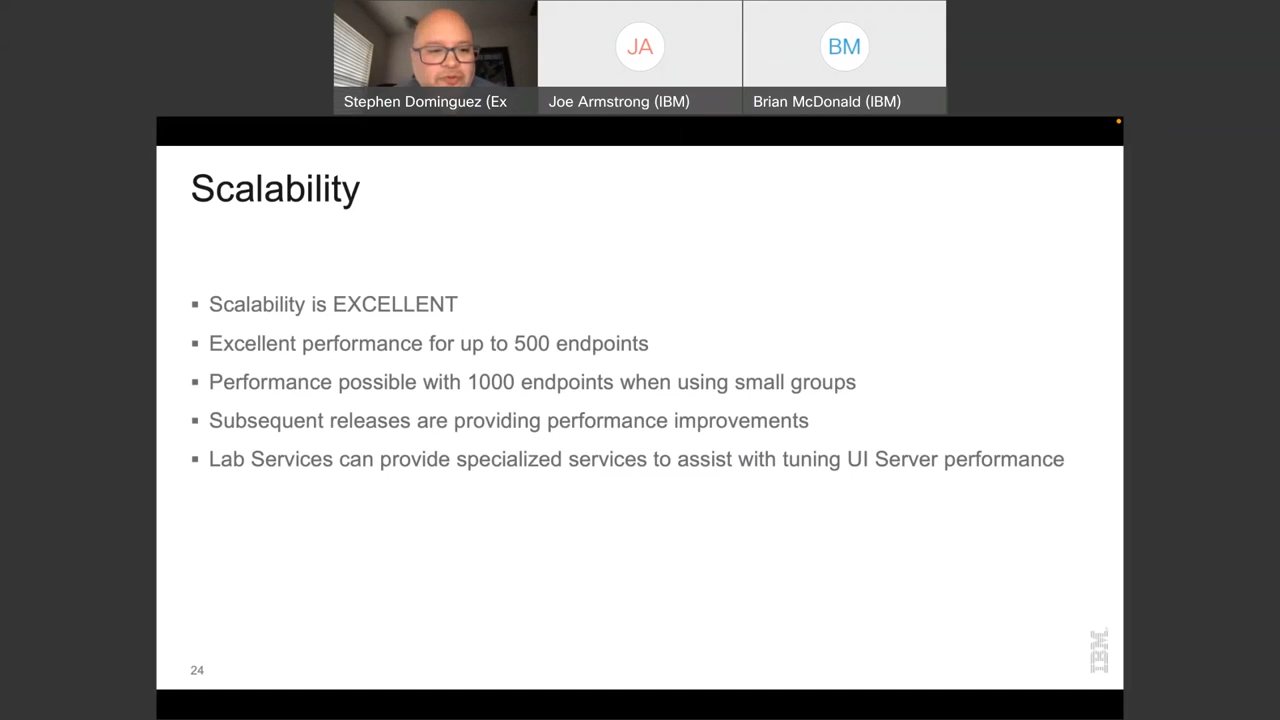 JA
BM
Stephen Dominguez (Ex
Joe Armstrong (IBM)
Brian McDonald (IBM)
Scalability
▪ Scalability is EXCELLENT
▪ Excellent performance for up to 500 endpoints
▪ Performance possible with 1000 endpoints when using small groups
▪ Subsequent releases are providing performance improvements
▪ Lab Services can provide specialized services to assist with tuning UI Server performance
24
IBM